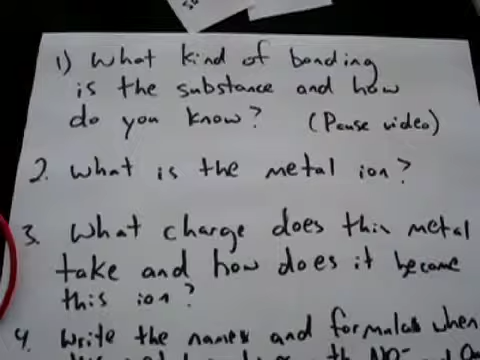 1) What kind of bonding
is the substance and how
do you know? (Pause video)
2. What is the metal ion?
3. What charge does this metal
take and how does it become
this ion?
4. Write the names and formulas when
the